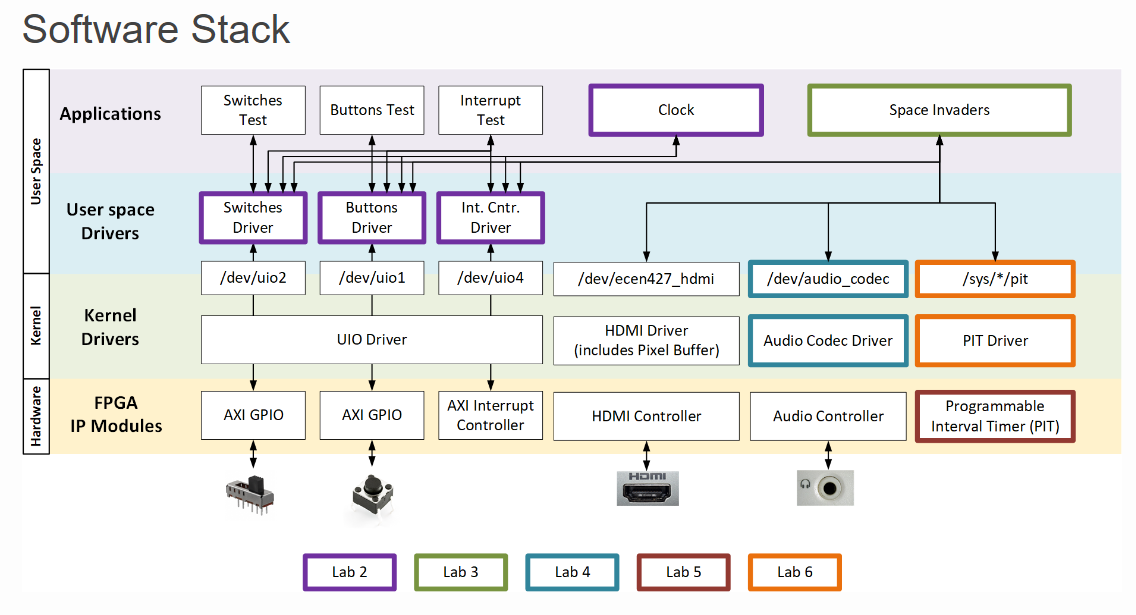 Software Stack
User Space
Applications
Switches
Test
Buttons Test
Interrupt
Test
Clock
Space Invaders
User space
Drivers
Switches
Driver
Buttons
Driver
Int. Cntr.
Driver
/dev/uio2
/dev/uio1
/dev/uio4
/dev/ecen427_hdmi
/dev/audio_codec
/sys/*/pit
Kernel
Kernel
Drivers
UIO Driver
HDMI Driver
(includes Pixel Buffer)
Audio Codec Driver
PIT Driver
Hardware
FPGA
IP Modules
AXI GPIO
AXI GPIO
AXI Interrupt
Controller
HDMI Controller
Audio Controller
Programmable
Interval Timer (PIT)
HDMI
Lab 2
Lab 3
Lab 4
Lab 5
Lab 6